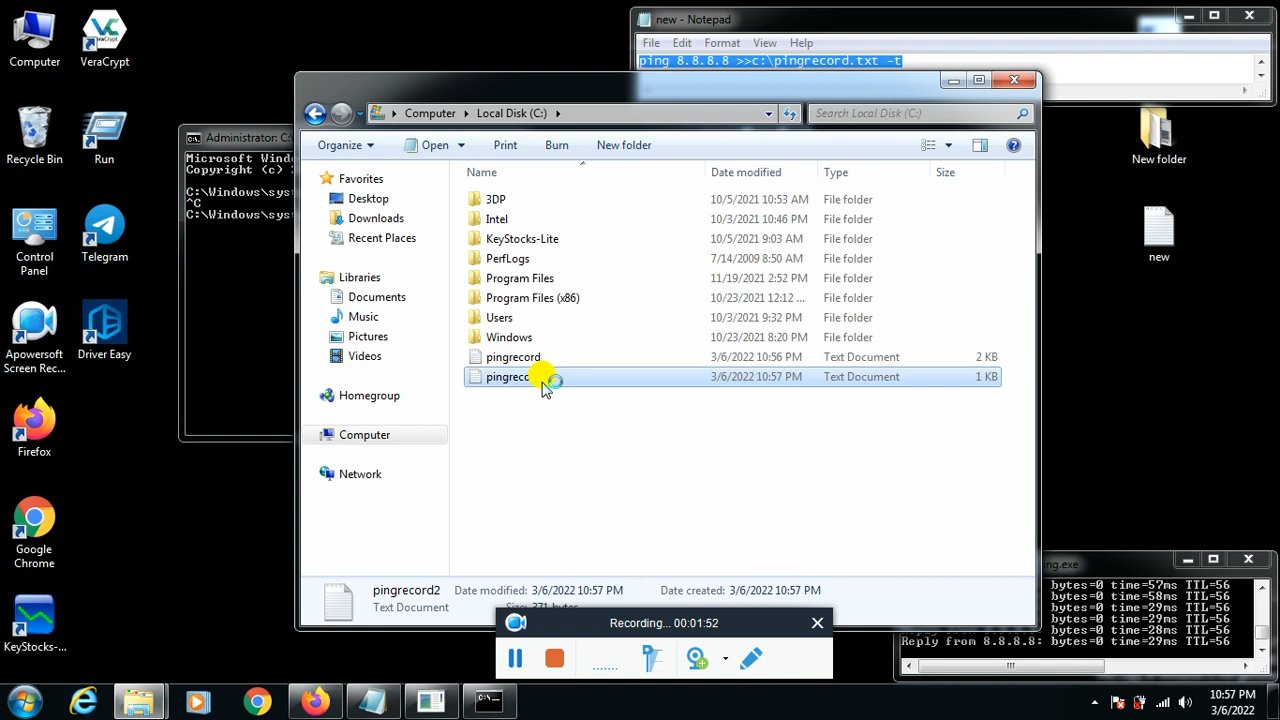 Computer
VeraCrypt
Recycle Bin
Run
Control
Panel
Telegram
Apowersoft
Screen Rec...
Driver Easy
Firefox
Google
Chrome
KeyStocks-...
new - Notepad
File Edit Format View Help
ping 8.8.8.8 >>c:\pingrecord.txt -t
New folder
new
Administrator: C:\
Microsoft Wind
Copyright (c)
C:\Windows\syst
^C
C:\Windows\syst
Computer Local Disk (C:)
Search Local Disk (C:)
Organize Open Print Burn New folder
Name Date modified Type Size
3DP 10/5/2021 10:53 AM File folder
Intel 10/3/2021 10:46 PM File folder
KeyStocks-Lite 10/5/2021 9:03 AM File folder
PerfLogs 7/14/2009 8:50 AM File folder
Program Files 11/19/2021 2:52 PM File folder
Program Files (x86) 10/23/2021 12:12 ... File folder
Users 10/3/2021 9:32 PM File folder
Windows 10/23/2021 8:20 PM File folder
pingrecord 3/6/2022 10:56 PM Text Document 2 KB
pingreco 3/6/2022 10:57 PM Text Document 1 KB
Favorites
Desktop
Downloads
Recent Places
Libraries
Documents
Music
Pictures
Videos
Homegroup
Computer
Network
pingrecord2 Date modified: 3/6/2022 10:57 PM Date created: 3/6/2022 10:57 PM
Text Document Size: 371 bytes
Recording... 00:01:52
ng.exe
bytes=0 time=57ms TTL=56
bytes=0 time=58ms TTL=56
bytes=0 time=29ms TTL=56
bytes=0 time=29ms TTL=56
Reply from 8.8.8.8: bytes=0 time=28ms TTL=56
Reply from 8.8.8.8: bytes=0 time=29ms TTL=56
10:57 PM
3/6/2022